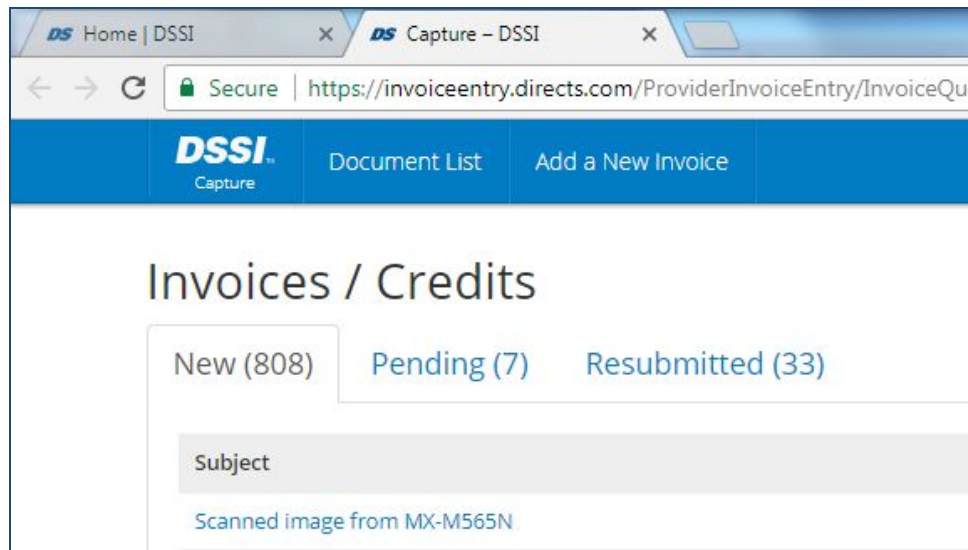 DS Home | DSSI
DS Capture – DSSI
Secure | https://invoiceentry.directs.com/ProviderInvoiceEntry/InvoiceQu
DSSI™
Capture
Document List
Add a New Invoice
Invoices / Credits
New (808)
Pending (7)
Resubmitted (33)
Subject
Scanned image from MX-M565N